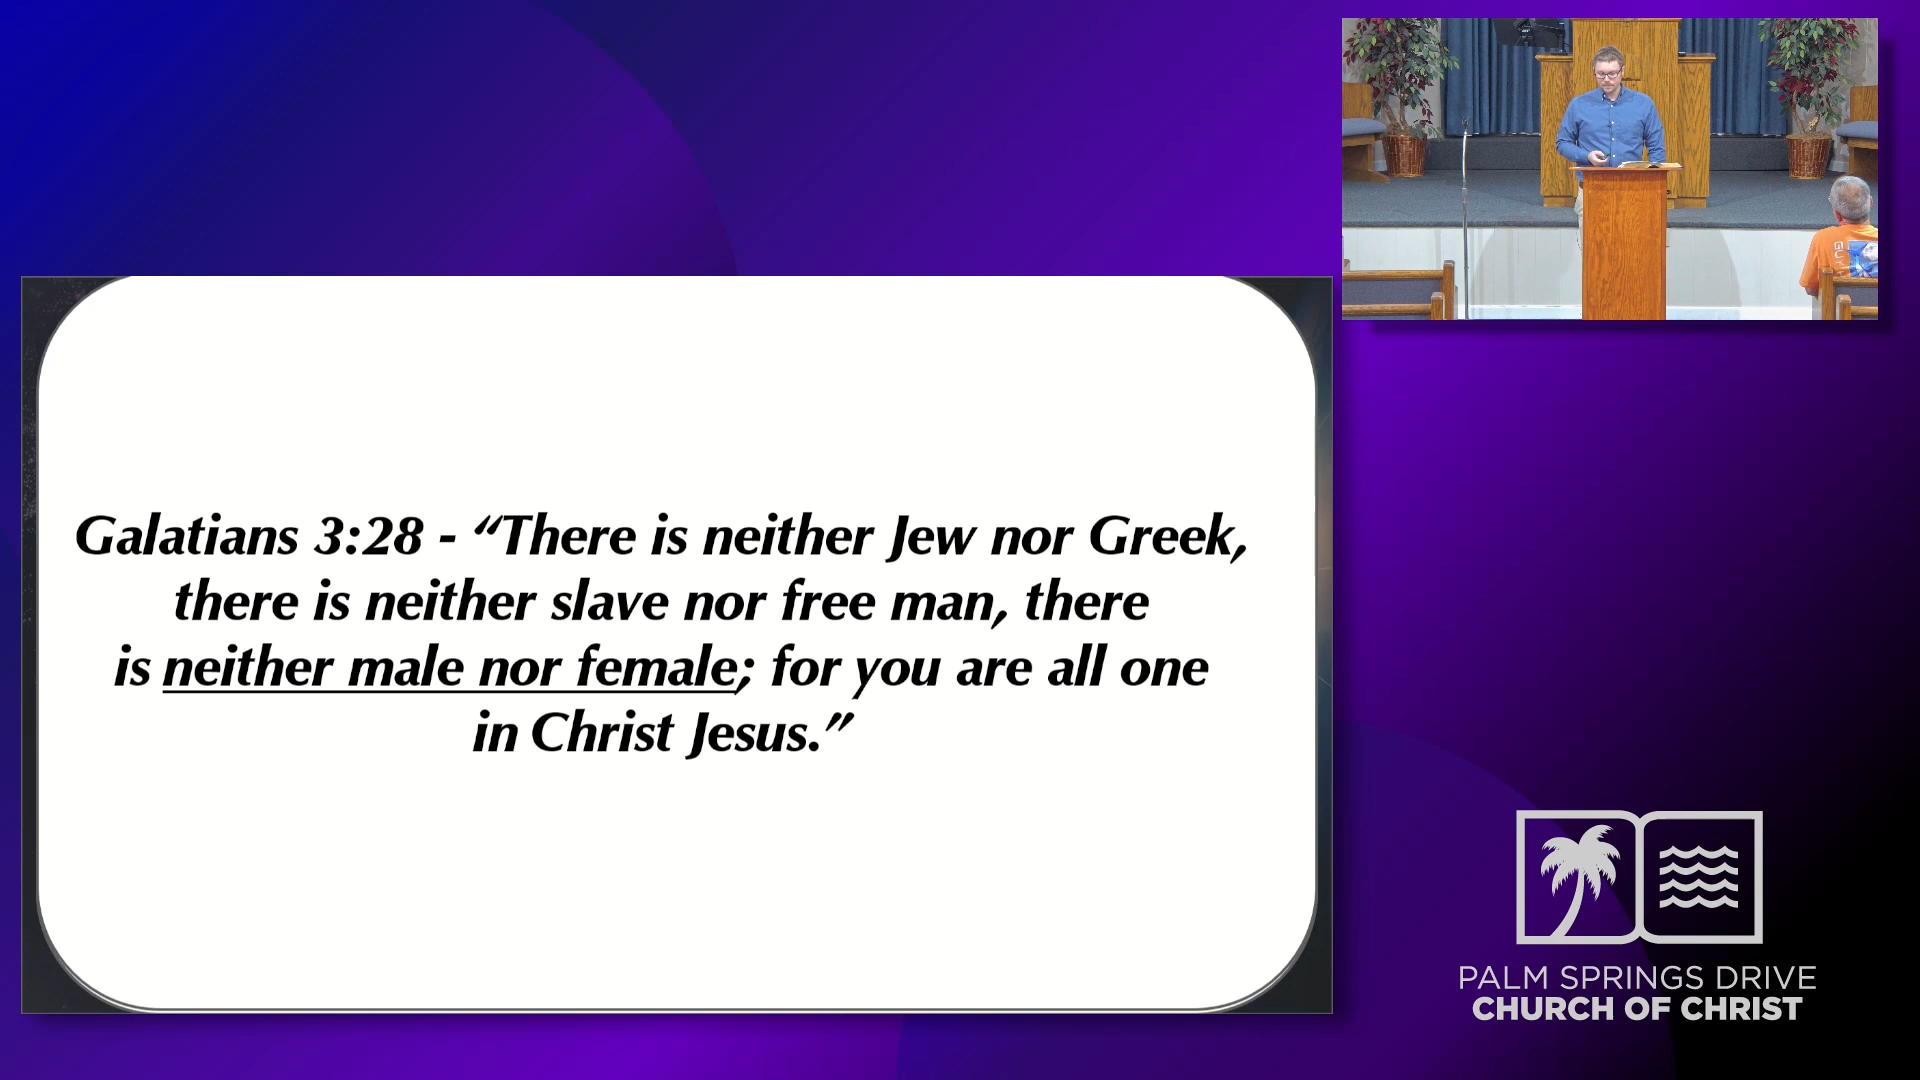 Galatians 3:28 - “There is neither Jew nor Greek,
there is neither slave nor free man, there
is neither male nor female; for you are all one
in Christ Jesus.”
PALM SPRINGS DRIVE
CHURCH OF CHRIST